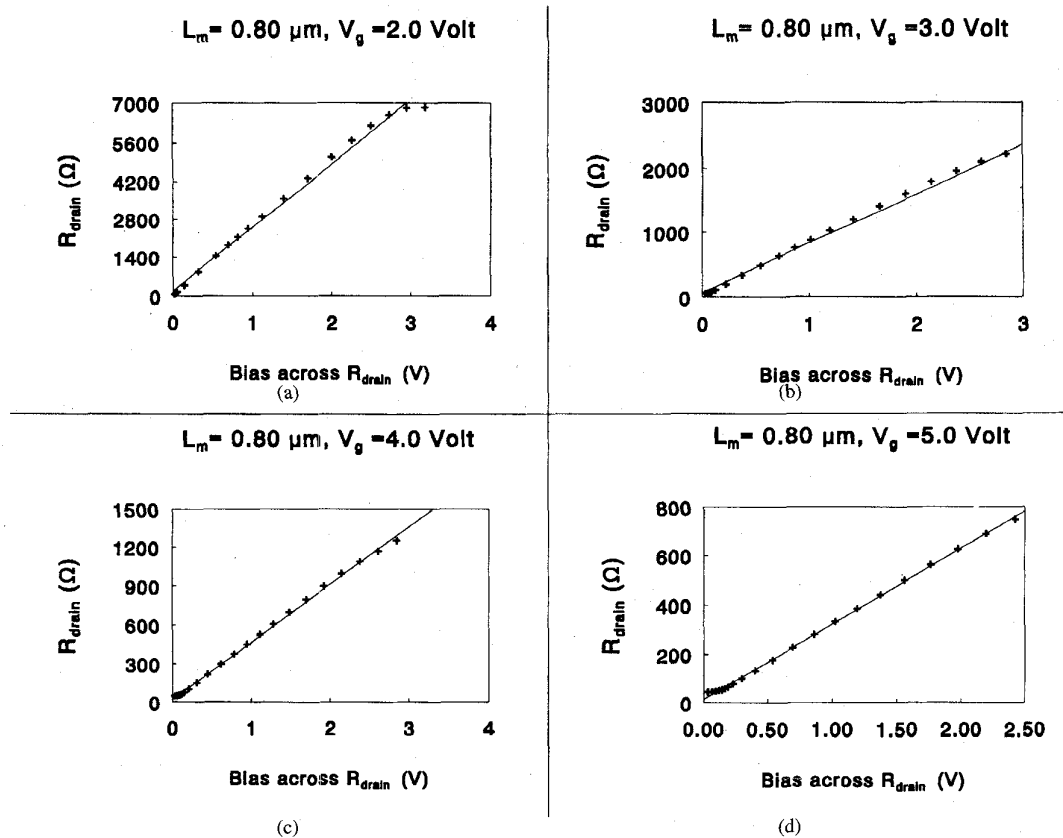 L_m= 0.80 µm, V_g =2.0 Volt
7000
5600
4200
2800
1400
0
R_drain (Ω)
0 1 2 3 4
Bias across R_drain (V)
(a)
L_m= 0.80 µm, V_g =3.0 Volt
3000
2000
1000
0
R_drain (Ω)
0 1 2 3
Bias across R_drain (V)
(b)
L_m= 0.80 µm, V_g =4.0 Volt
1500
1200
900
600
300
0
R_drain (Ω)
0 1 2 3 4
Bias across R_drain (V)
(c)
L_m= 0.80 µm, V_g =5.0 Volt
800
600
400
200
0
R_drain (Ω)
0.00 0.50 1.00 1.50 2.00 2.50
Bias across R_drain (V)
(d)